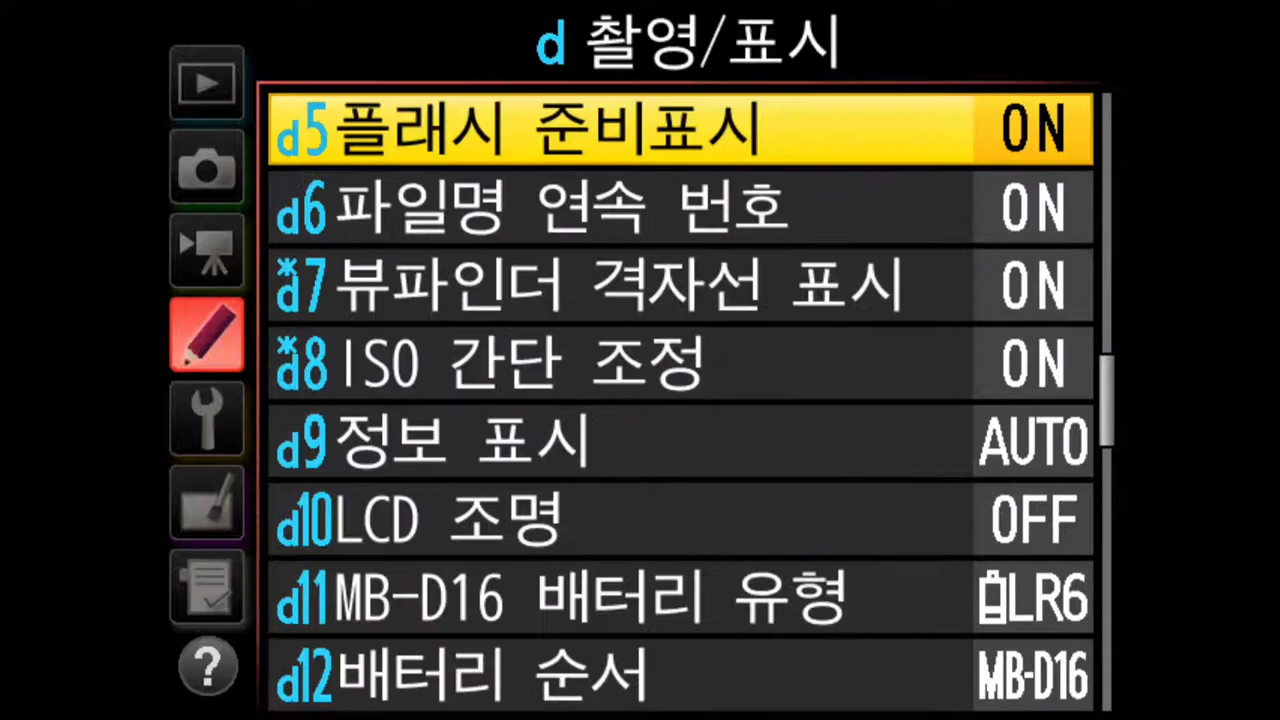 d 촬영/표시
d5 플래시 준비표시 ON
d6 파일명 연속 번호 ON
*d7 뷰파인더 격자선 표시 ON
*d8 ISO 간단 조정 ON
d9 정보 표시 AUTO
d10 LCD 조명 OFF
d11 MB-D16 배터리 유형 LR6
d12 배터리 순서 MB-D16
?